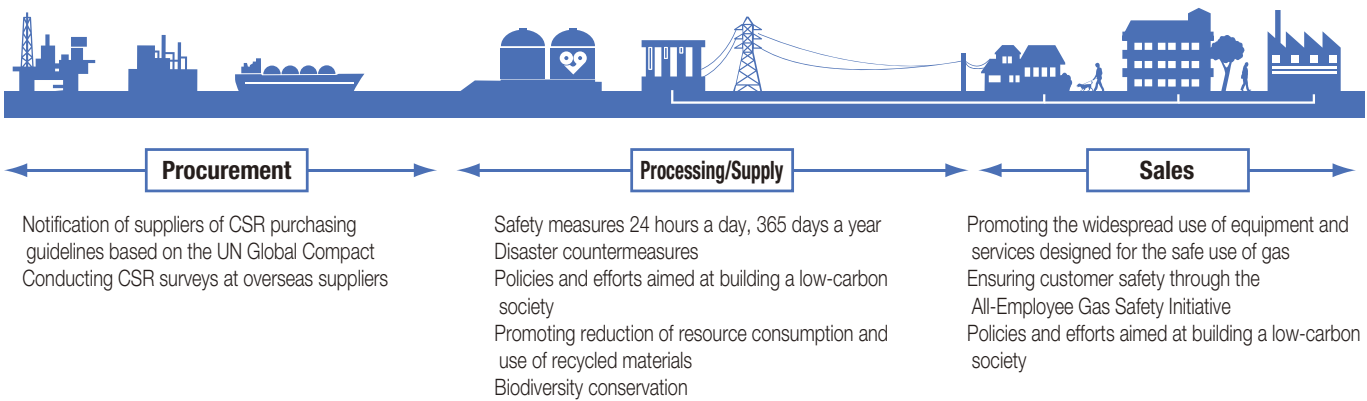 Procurement
Notification of suppliers of CSR purchasing
guidelines based on the UN Global Compact
Conducting CSR surveys at overseas suppliers
Processing/Supply
Safety measures 24 hours a day, 365 days a year
Disaster countermeasures
Policies and efforts aimed at building a low-carbon
society
Promoting reduction of resource consumption and
use of recycled materials
Biodiversity conservation
Sales
Promoting the widespread use of equipment and
services designed for the safe use of gas
Ensuring customer safety through the
All-Employee Gas Safety Initiative
Policies and efforts aimed at building a low-carbon
society